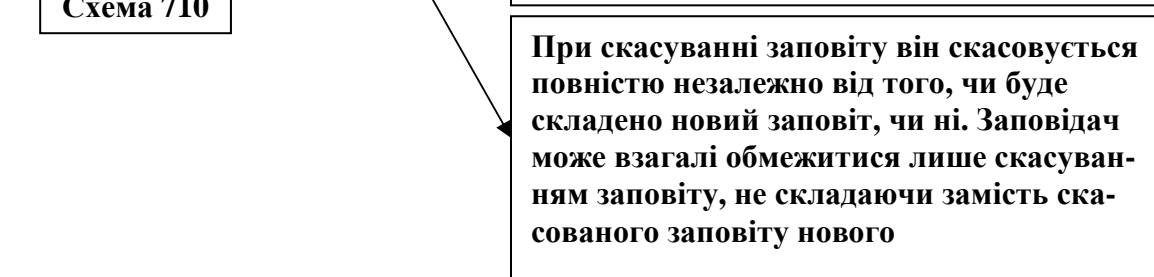 Схема 710
При скасуванні заповіту він скасовується
повністю незалежно від того, чи буде
складено новий заповіт, чи ні. Заповідач
може взагалі обмежитися лише скасуван-
ням заповіту, не складаючи замість ска-
сованого заповіту нового